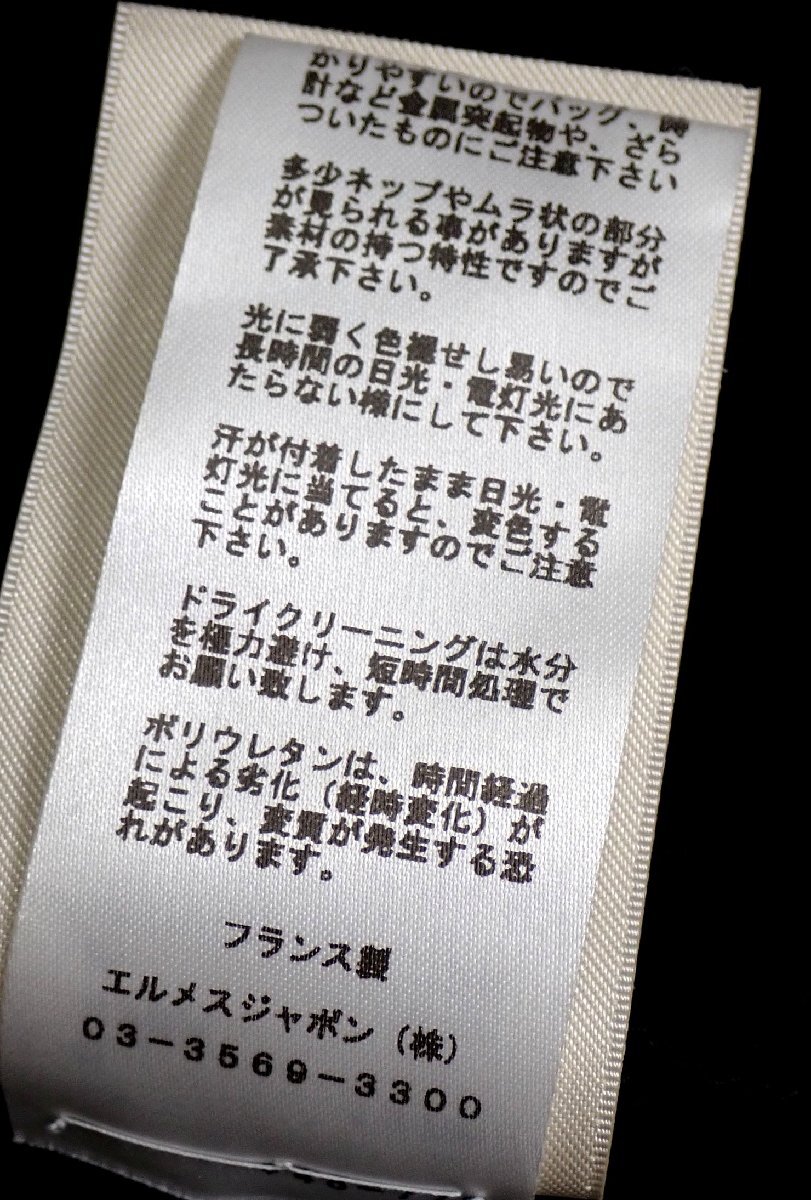 かりやすいのでバッグ、時
計など金属突起物や、ざら
ついたものにご注意下さい
多少ネップやムラ状の部分
が見られる事がありますが
素材の持つ特性ですのでご
了承下さい。
光に弱く色褪せし易いので
長時間の日光・電灯光にあ
たらない様にして下さい。
汗が付着したまま日光・電
灯光に当てると、変色する
ことがありますのでご注意
下さい。
ドライクリーニングは水分
を極力避け、短時間処理で
お願い致します。
ポリウレタンは、時間経過
による劣化（経時変化）が
起こり、変質が発生する恐
れがあります。
フランス製
エルメスジャポン（株）
03-3569-3300